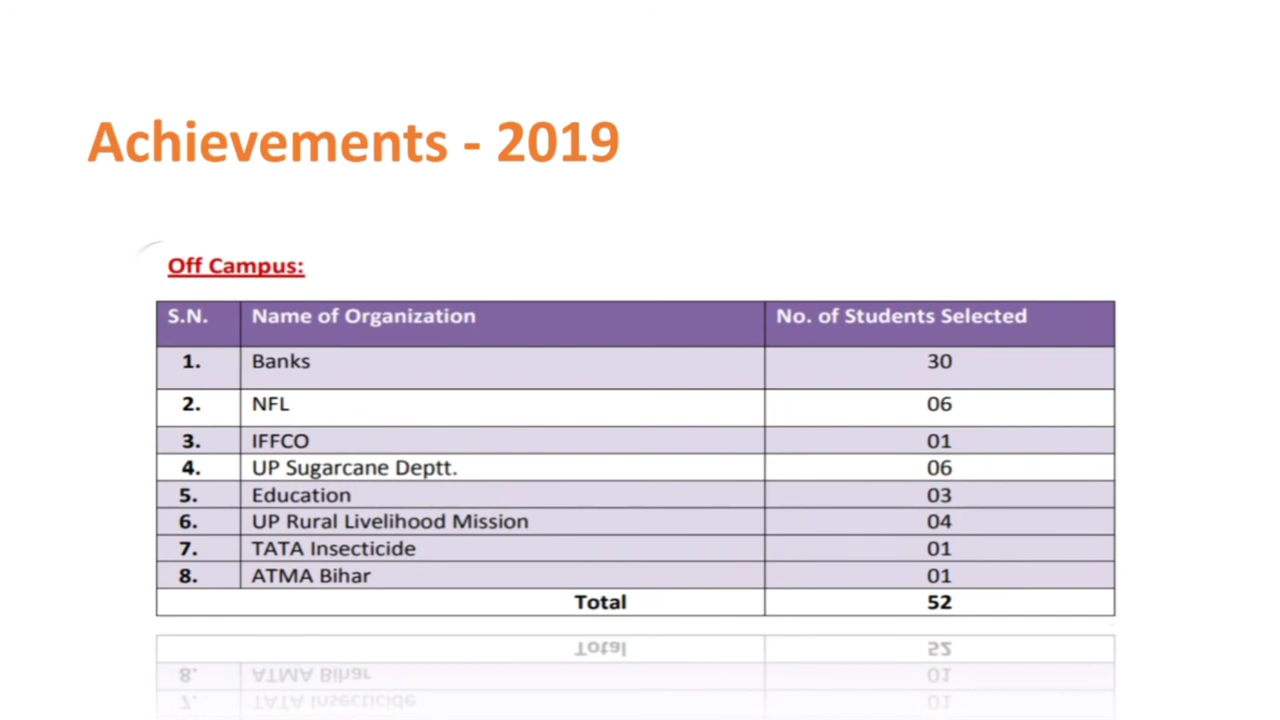 Achievements - 2019
Off Campus:
S.N. Name of Organization No. of Students Selected
1. Banks 30
2. NFL 06
3. IFFCO 01
4. UP Sugarcane Deptt. 06
5. Education 03
6. UP Rural Livelihood Mission 04
7. TATA Insecticide 01
8. ATMA Bihar 01
Total 52